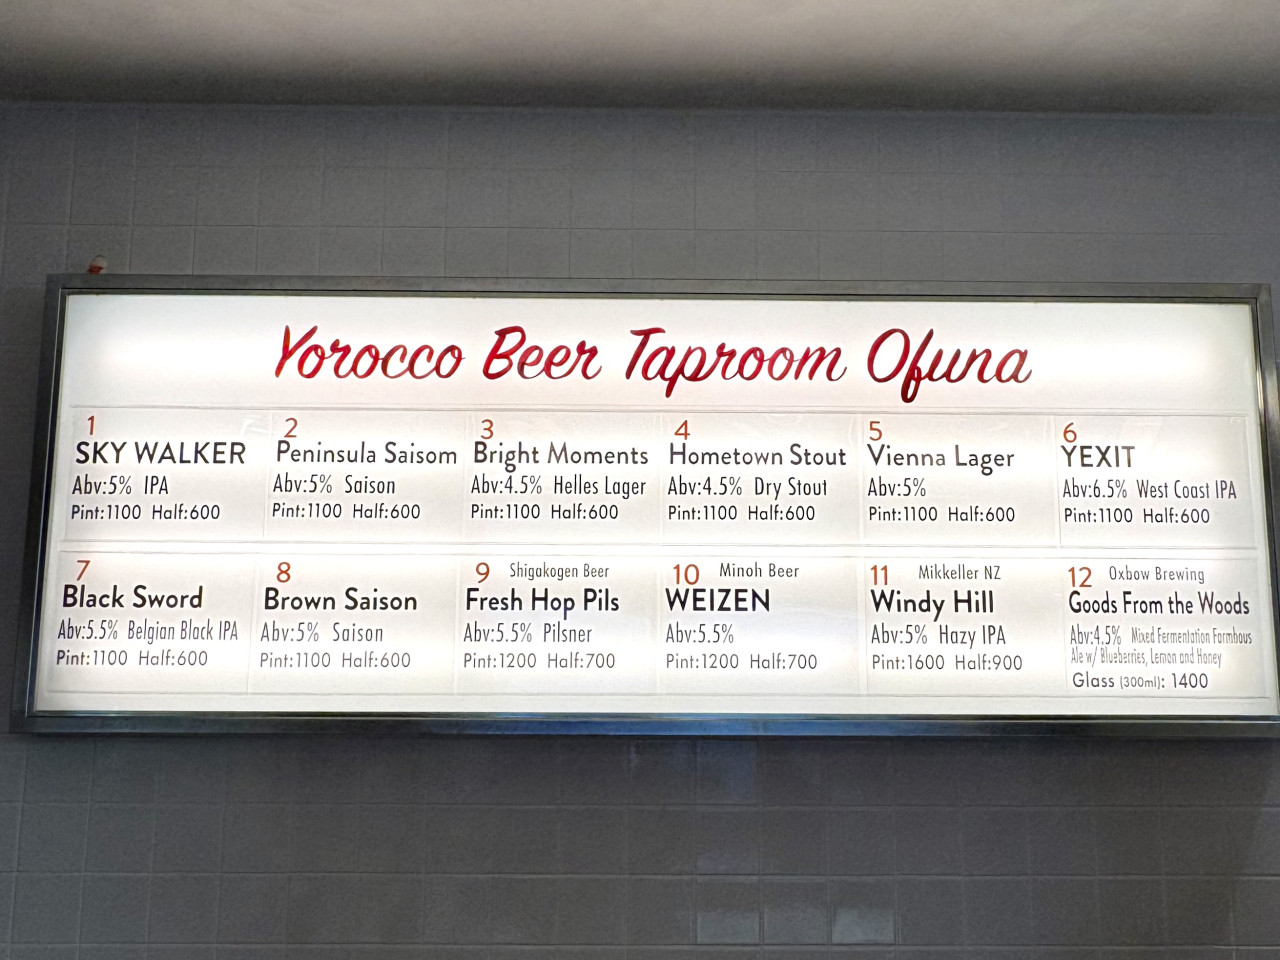 Yorocco Beer Taproom Ofuna
1
SKY WALKER
Abv:5% IPA
Pint:1100 Half:600
2
Peninsula Saisom
Abv:5% Saison
Pint:1100 Half:600
3
Bright Moments
Abv:4.5% Helles Lager
Pint:1100 Half:600
4
Hometown Stout
Abv:4.5% Dry Stout
Pint:1100 Half:600
5
Vienna Lager
Abv:5%
Pint:1100 Half:600
6
YEXIT
Abv:6.5% West Coast IPA
Pint:1100 Half:600
7
Black Sword
Abv:5.5% Belgian Black IPA
Pint:1100 Half:600
8
Brown Saison
Abv:5% Saison
Pint:1100 Half:600
9 Shigakogen Beer
Fresh Hop Pils
Abv:5.5% Pilsner
Pint:1200 Half:700
10 Minoh Beer
WEIZEN
Abv:5.5%
Pint:1200 Half:700
11 Mikkeller NZ
Windy Hill
Abv:5% Hazy IPA
Pint:1600 Half:900
12 Oxbow Brewing
Goods From the Woods
Abv:4.5% Mixed Fermentation Farmhous
Ale w/ Blueberries, Lemon and Honey
Glass (300ml): 1400